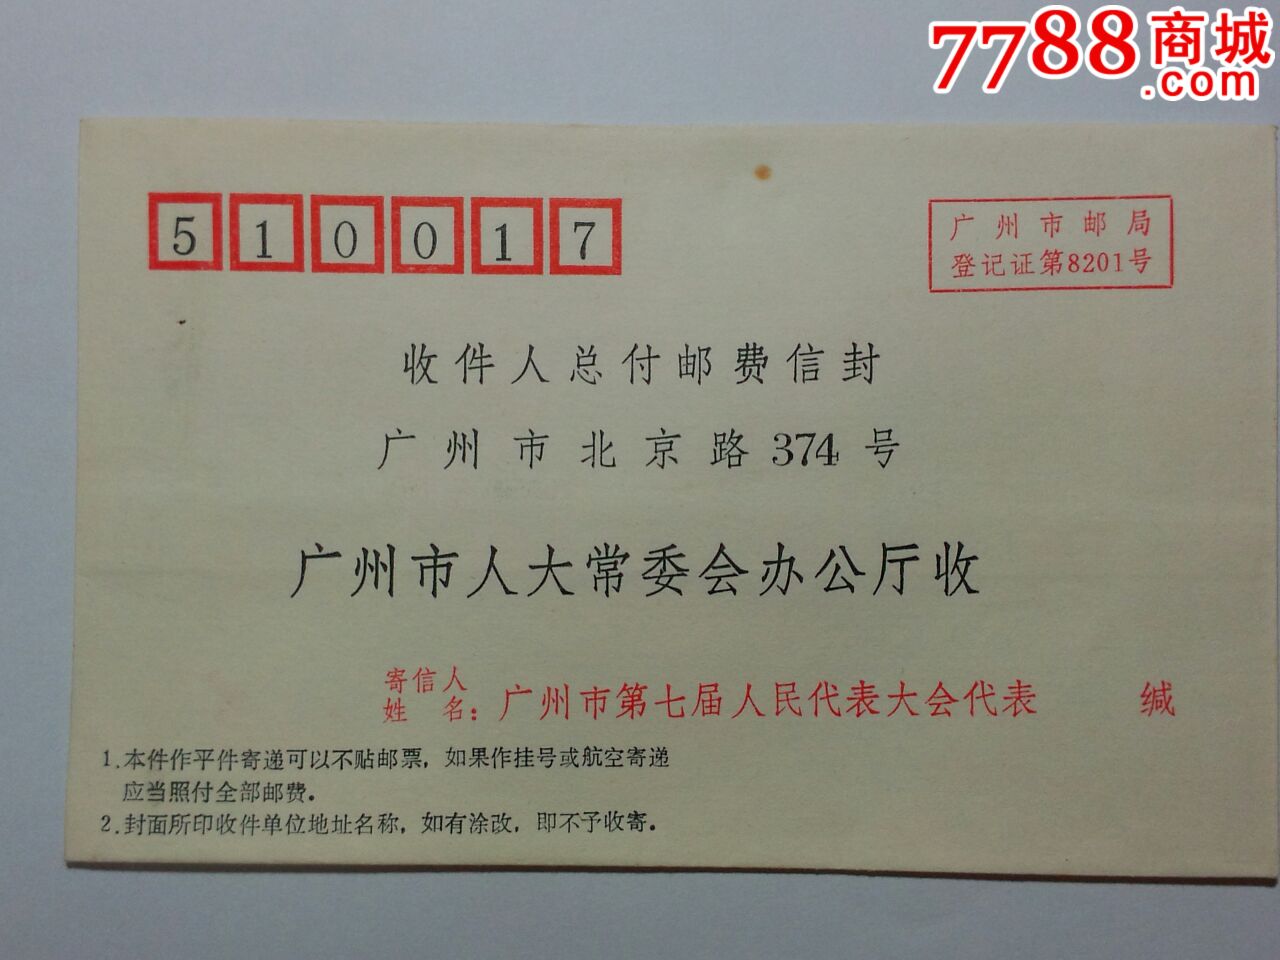 7788商城
.com
510017
广州市邮局
登记证第8201号
收件人总付邮费信封
广州市北京路374号
广州市人大常委会办公厅收
寄信人
姓名：广州市第七届人民代表大会代表 缄
1.本件作平件寄递可以不贴邮票，如果作挂号或航空寄递
应当照付全部邮费。
2.封面所印收件单位地址名称，如有涂改，即不予收寄。